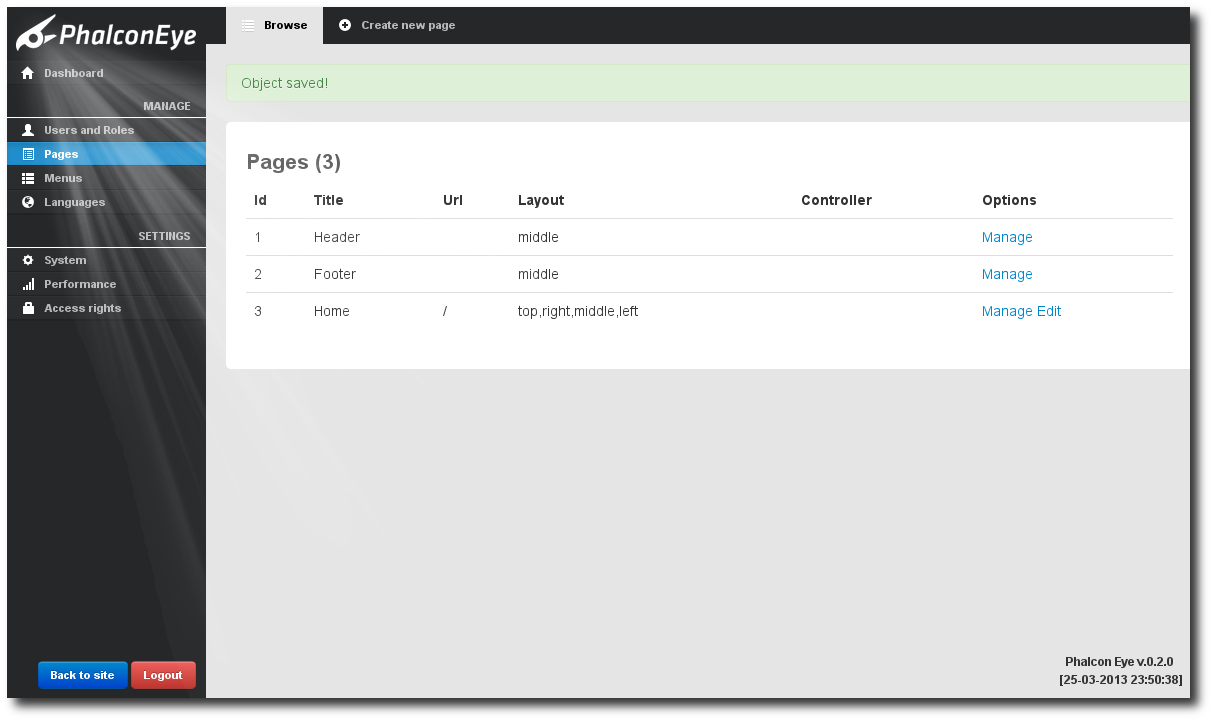 PhalconEye
Browse
Create new page
Dashboard
MANAGE
Users and Roles
Pages
Menus
Languages
SETTINGS
System
Performance
Access rights
Back to site
Logout
Object saved!
Pages (3)
Id Title Url Layout Controller Options
1 Header middle Manage
2 Footer middle Manage
3 Home / top,right,middle,left Manage Edit
Phalcon Eye v.0.2.0
[25-03-2013 23:50:38]